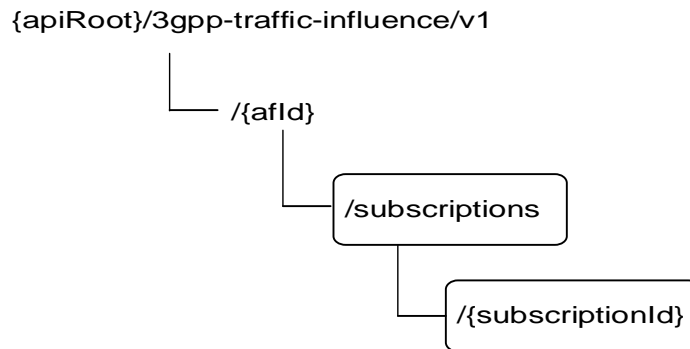 {apiRoot}/3gpp-traffic-influence/v1
/{afId}
/subscriptions
/{subscriptionId}